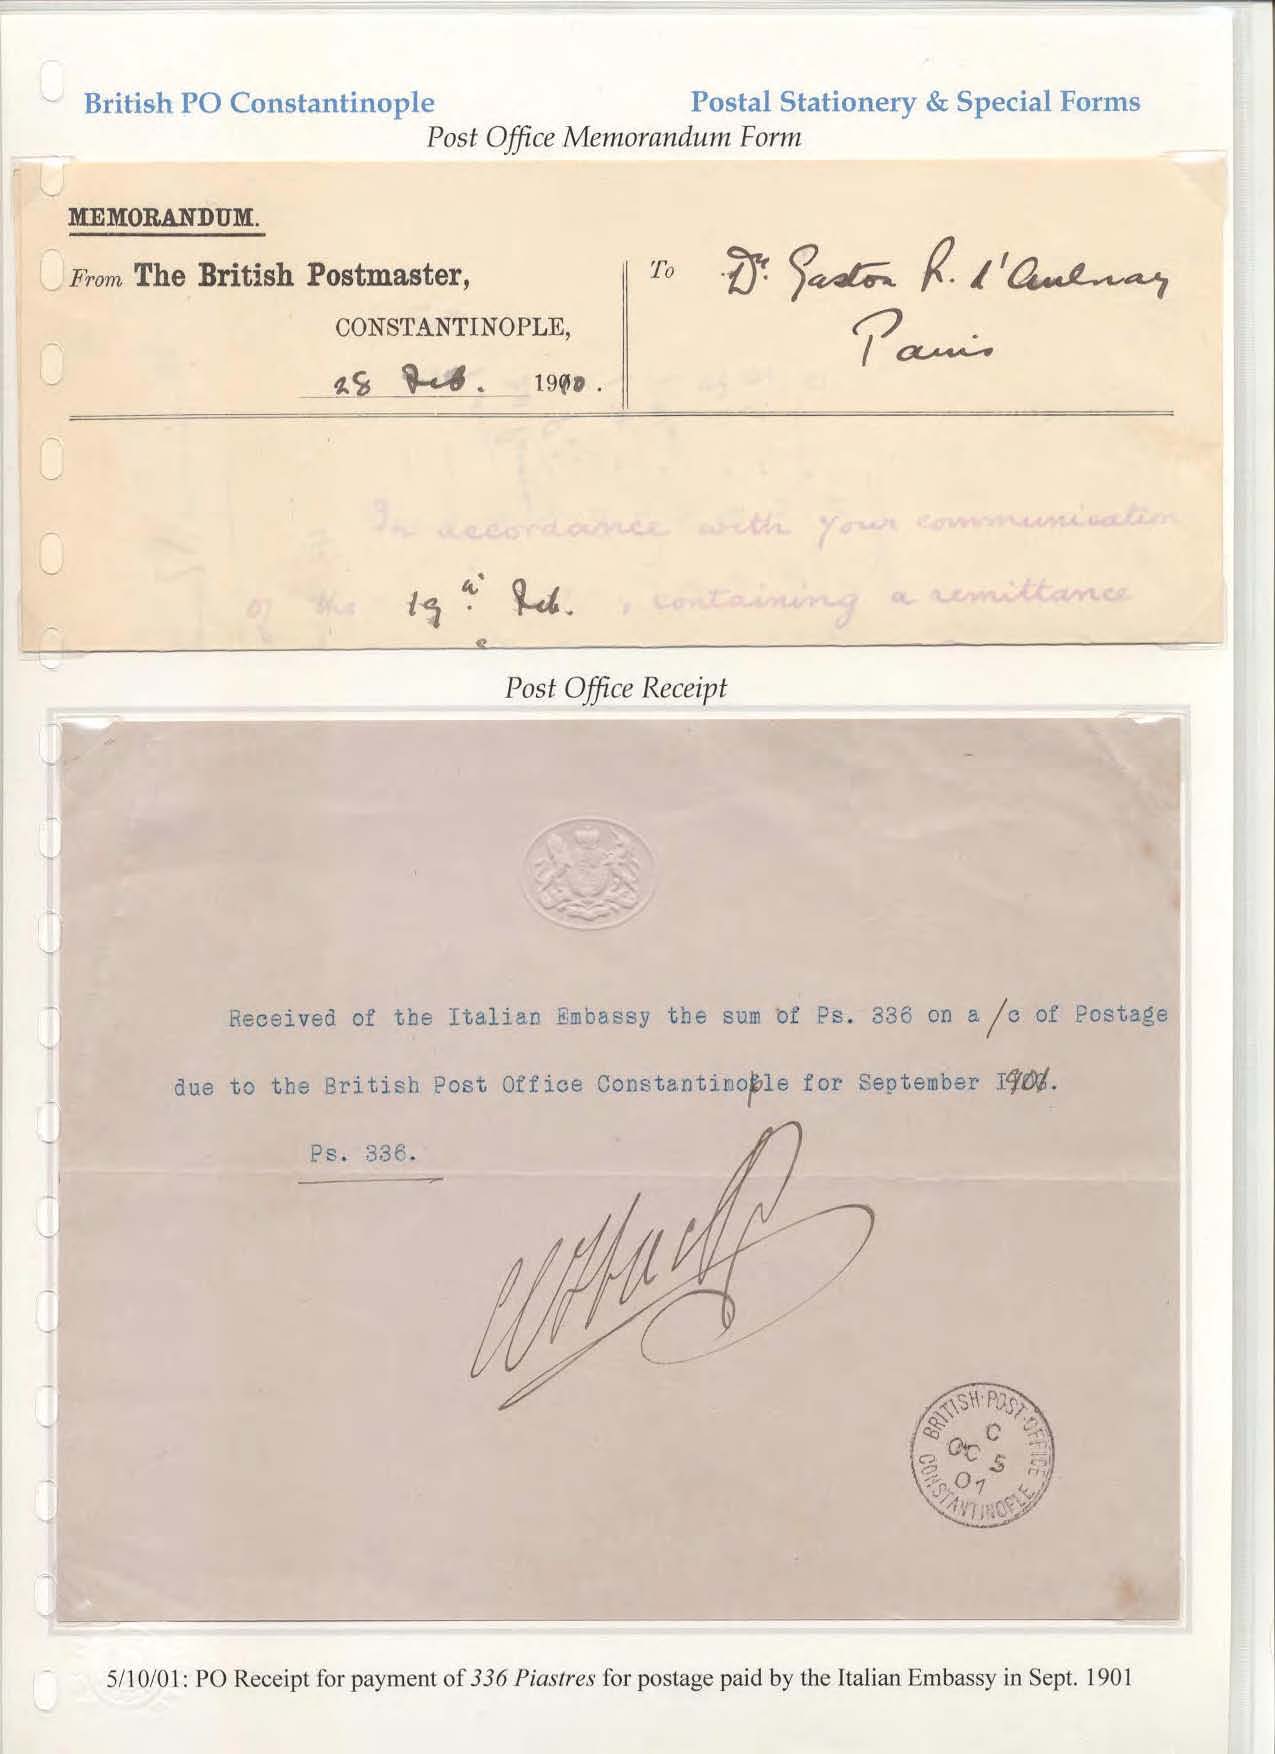 British PO Constantinople
Postal Stationery & Special Forms
Post Office Memorandum Form
MEMORANDUM.
From The British Postmaster,
CONSTANTINOPLE,
28 Feb. 1910.
To Dr. Gaston R. d'Aulnay
Paris
In accordance with your communication
of the 19th Feb. , containing a remittance
Post Office Receipt
Received of the Italian Embassy the sum of Ps. 336 on a/c of Postage
due to the British Post Office Constantinople for September 1901.
Ps. 336.
BRITISH·POST·OFFICE
C
OC 5
01
CONSTANTINOPLE
5/10/01: PO Receipt for payment of 336 Piastres for postage paid by the Italian Embassy in Sept. 1901